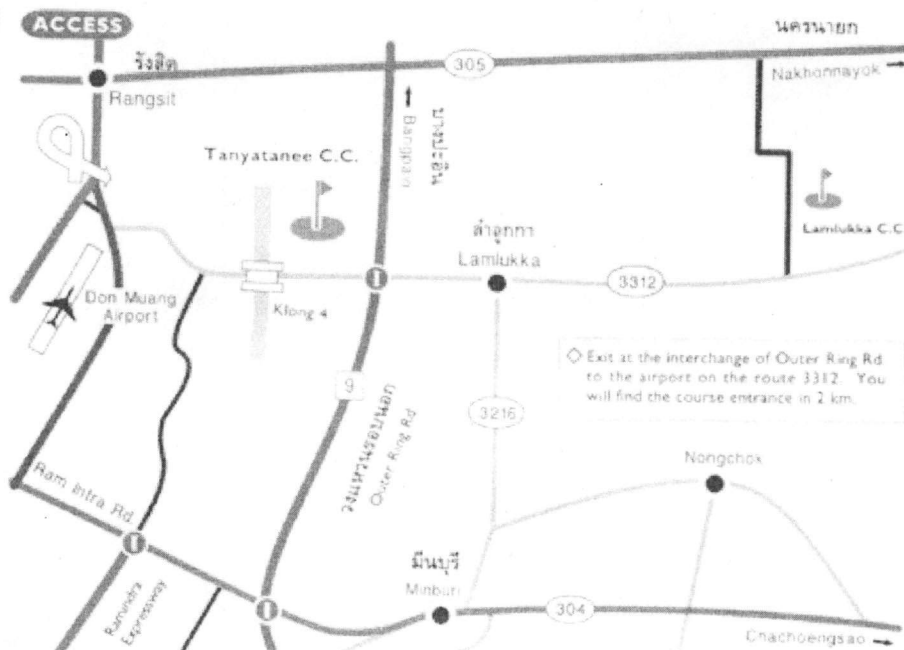 ACCESS
นครนายก
รังสิต
305
Nakhonnayok
Rangsit
Bangpain
บางปะอิน
Tanyatanee C.C.
ลำลูกกา
Lamlukka C.C.
Lamlukka
3312
Don Muang
Airport
Klong 4
◇ Exit at the interchange of Outer Ring Rd
to the airport on the route 3312. You
will find the course entrance in 2 km.
9
3216
วงแหวนรอบนอก
Outer Ring Rd
Nongchok
Ram Intra Rd
มีนบุรี
Minburi
304
Ramindra
Expressway
Chachoengsao